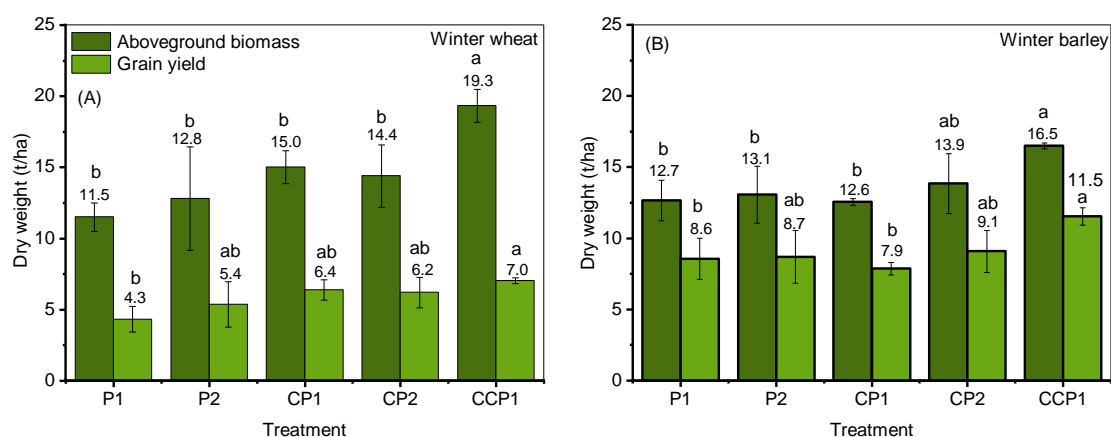 Aboveground biomass
Grain yield
Winter wheat
(A)
25
20
15
10
5
0
Dry weight (t/ha)
b
11.5
b
4.3
b
12.8
ab
5.4
b
15.0
ab
6.4
b
14.4
ab
6.2
a
19.3
a
7.0
P1 P2 CP1 CP2 CCP1
Treatment
(B)
Winter barley
25
20
15
10
5
0
Dry weight (t/ha)
b
12.7
b
8.6
b
13.1
ab
8.7
b
12.6
b
7.9
ab
13.9
ab
9.1
a
16.5
11.5
a
P1 P2 CP1 CP2 CCP1
Treatment